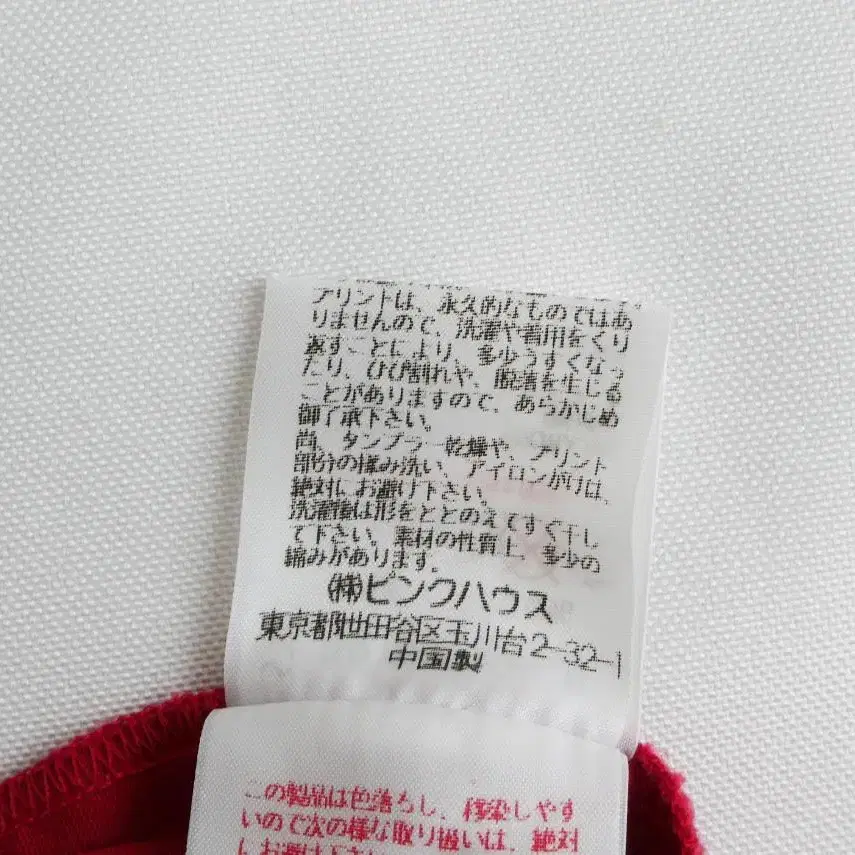 プリントは、永久的なものではあ
りませんので、洗濯や着用をくり
返すことにより、多少うすくなっ
たり、ひび割れや、脱落を生じる
ことがありますので、あらかじめ
御了承下さい。
尚、タンブラー乾燥や、プリント
部分の揉み洗い、アイロンがけは、
絶対にお避け下さい。
洗濯後は形をととのえてすぐ干し
て下さい。素材の性質上、多少の
縮みがあります。
(株)ピンクハウス
東京都世田谷区玉川台2-32-1
中国製
この製品は色落ちし、移染しやす
いので次の様な取り扱いは、絶対
にお避け下さい